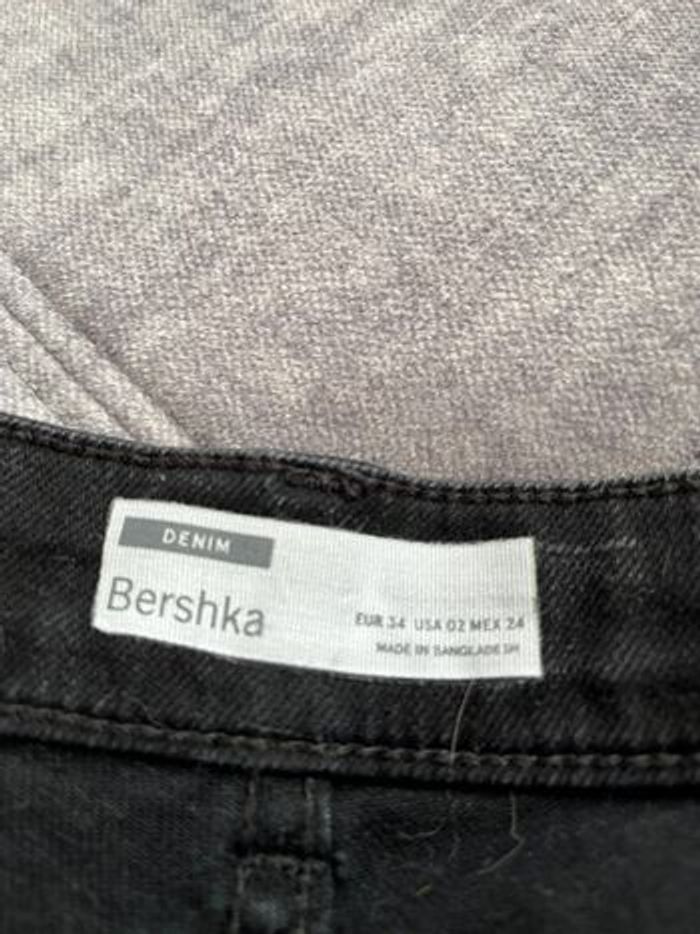 DENIM
Bershka
EUR 34 USA 02 MEX 24
MADE IN BANGLADESH